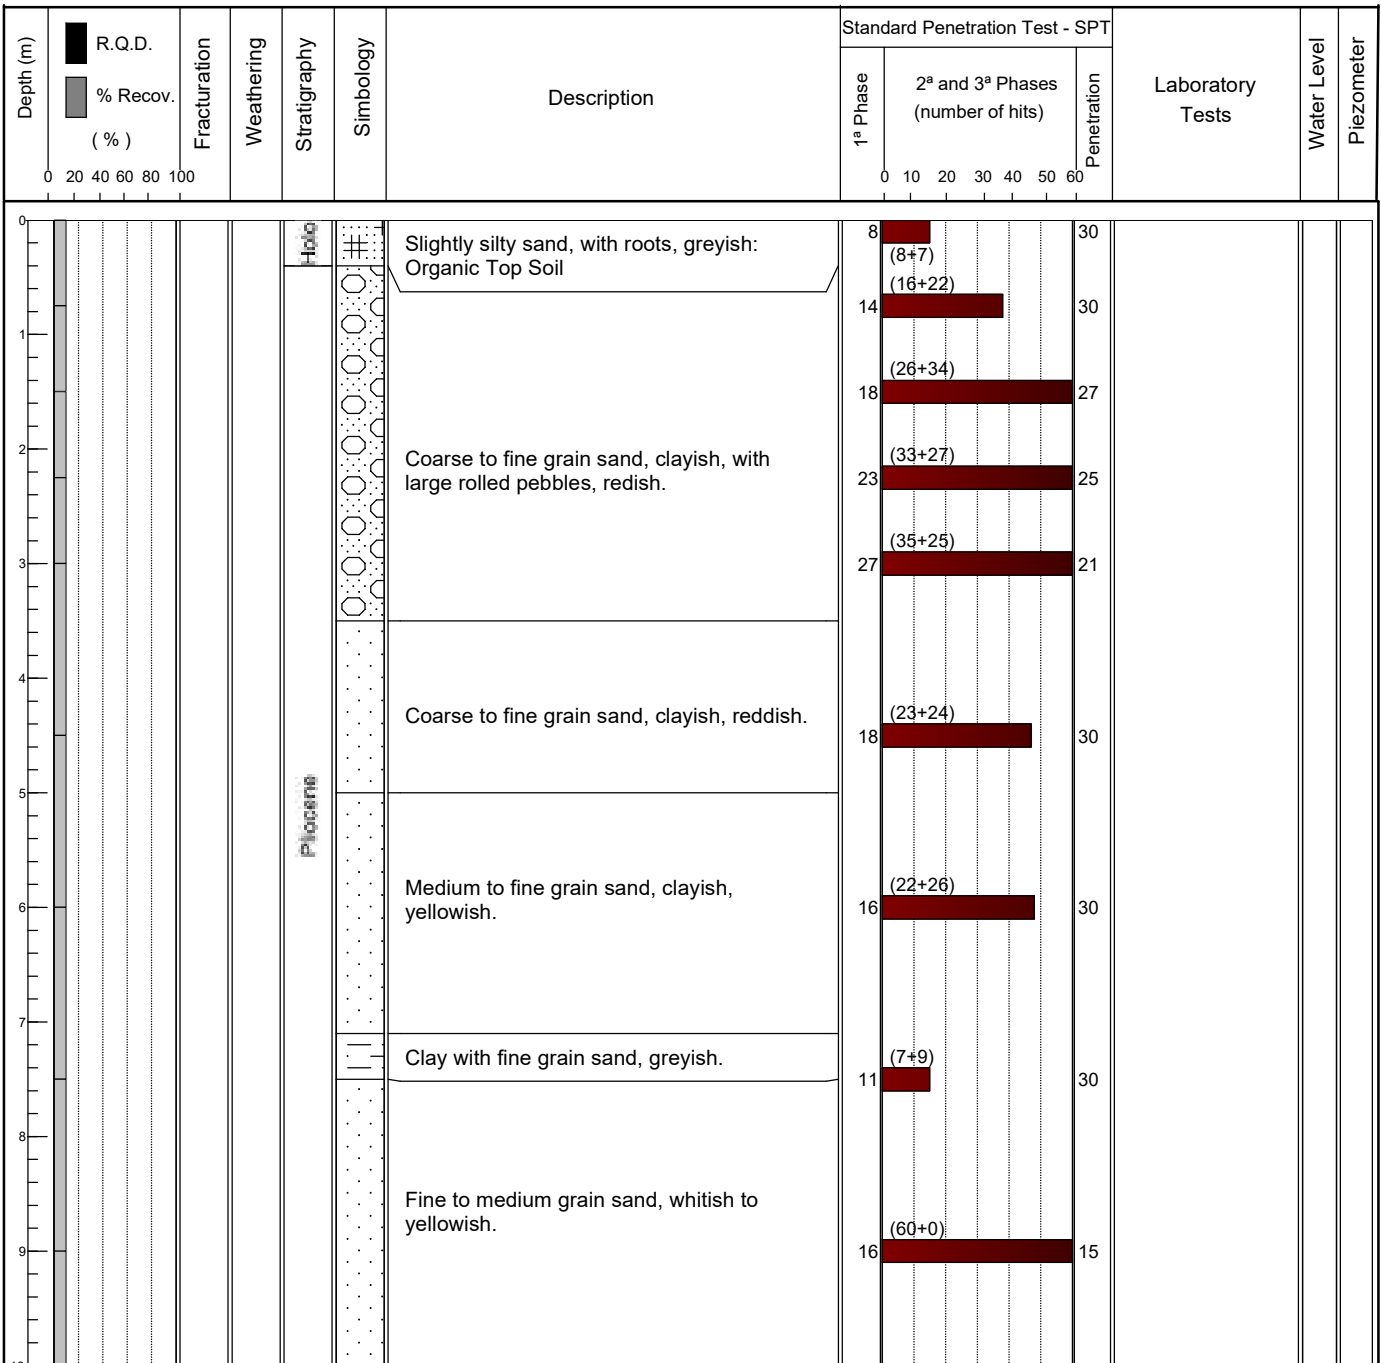 Depth (m)
R.Q.D.
% Recov.
( % )
0 20 40 60 80 100
Fracturation
Weathering
Stratigraphy
Simbology
Description
Standard Penetration Test - SPT
1ª Phase
2ª and 3ª Phases
(number of hits)
0 10 20 30 40 50 60
Penetration
Laboratory
Tests
Water Level
Piezometer
0
Holo
Slightly silty sand, with roots, greyish:
Organic Top Soil
8
(8+7)
30
(16+22)
14
30
1
(26+34)
18
27
2
Coarse to fine grain sand, clayish, with
large rolled pebbles, redish.
(33+27)
23
25
(35+25)
27
21
3
4
Coarse to fine grain sand, clayish, reddish.
(23+24)
18
30
5
Pliocene
Medium to fine grain sand, clayish,
yellowish.
(22+26)
16
30
6
7
Clay with fine grain sand, greyish.
(7+9)
11
30
8
Fine to medium grain sand, whitish to
yellowish.
(60+0)
16
15
9